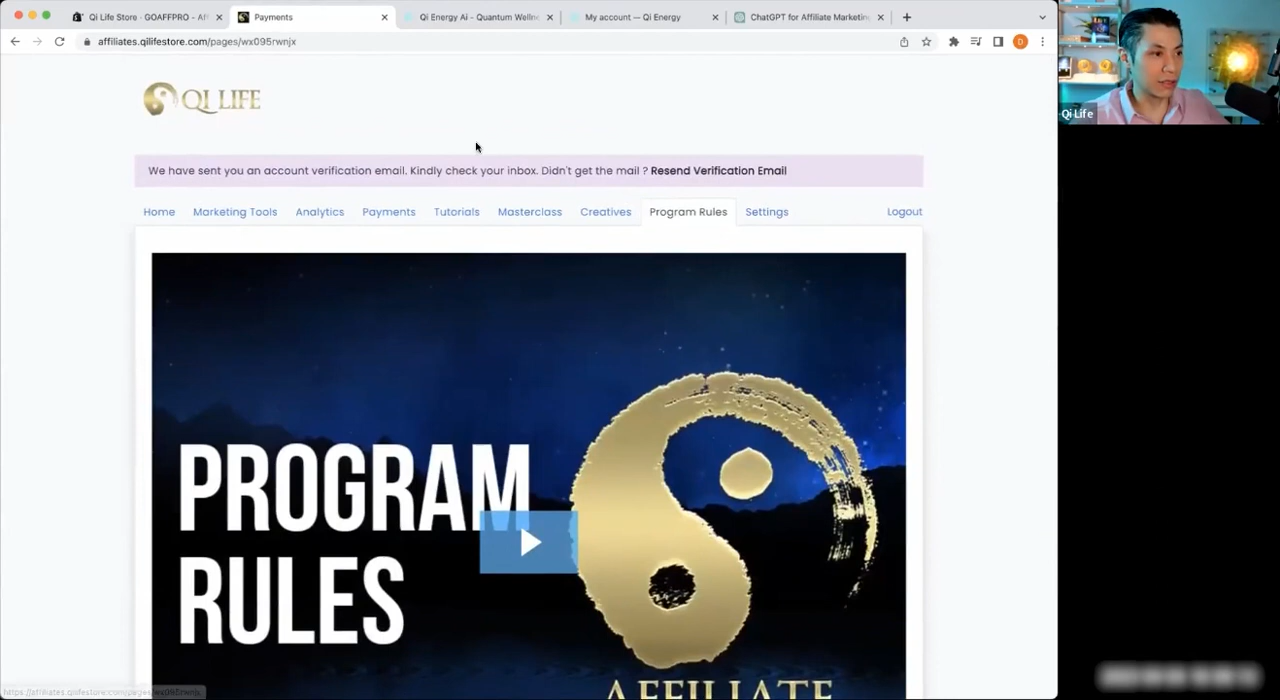 Qi Life Store - GOAFFPRO - Af
Payments
Qi Energy Ai - Quantum Wellne
My account — Qi Energy
ChatGPT for Affiliate Marketin
affiliates.qilifestore.com/pages/wx095rwnjx
D
QI LIFE
Qi Life
We have sent you an account verification email. Kindly check your inbox. Didn't get the mail ? Resend Verification Email
Home Marketing Tools Analytics Payments Tutorials Masterclass Creatives Program Rules Settings Logout
PROGRAM
RULES
AFFILIATE